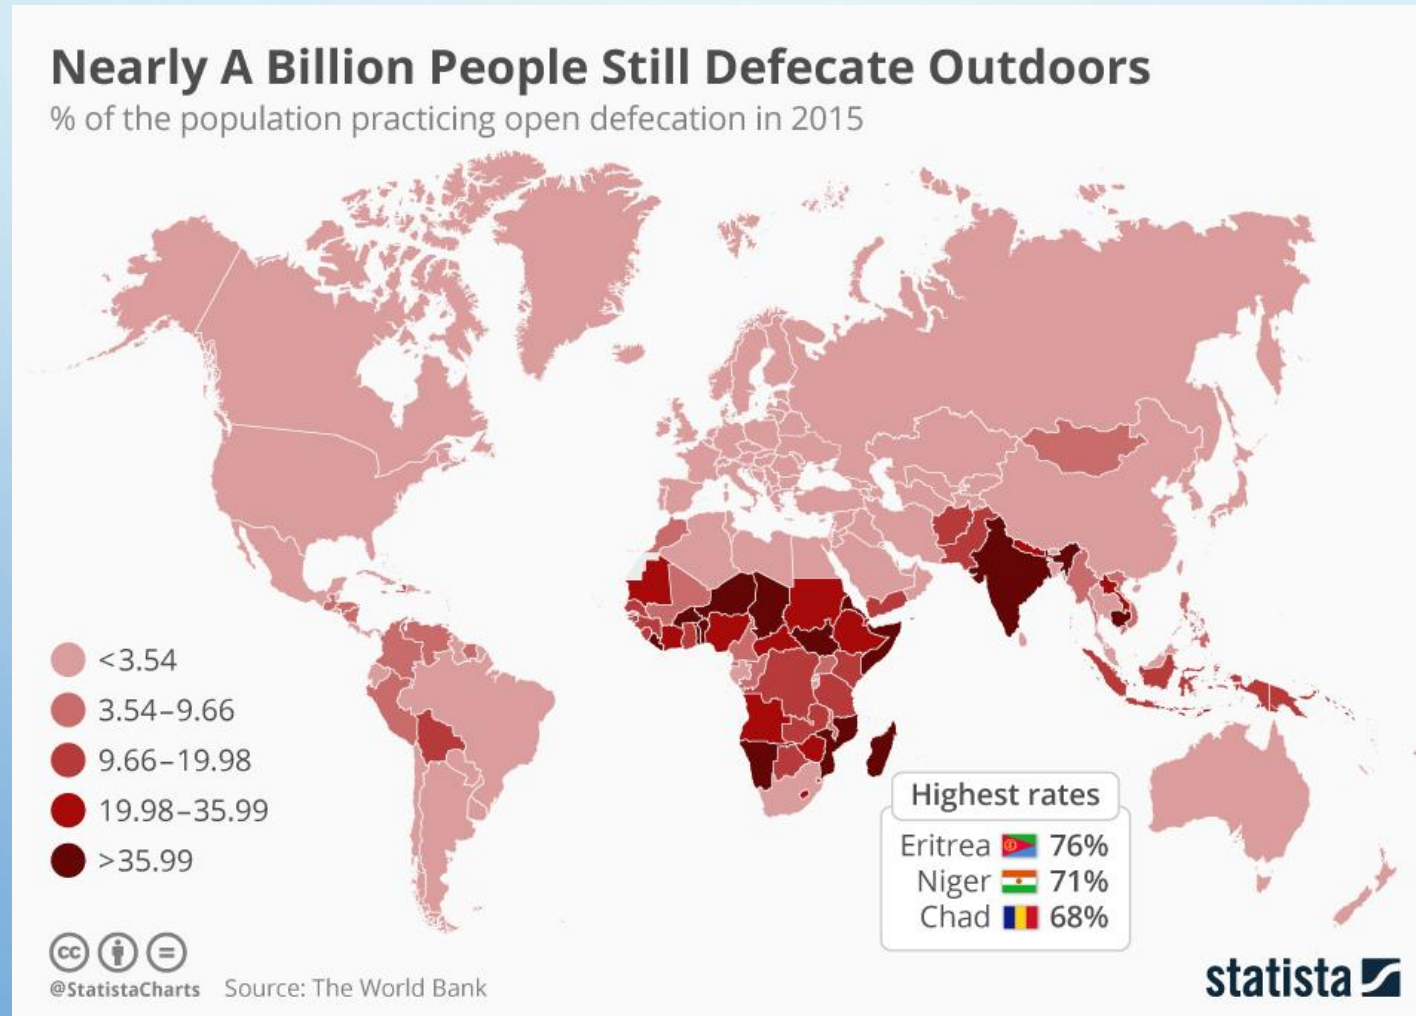 Nearly A Billion People Still Defecate Outdoors
% of the population practicing open defecation in 2015
<3.54
3.54–9.66
9.66–19.98
19.98–35.99
>35.99
Highest rates
Eritrea 76%
Niger 71%
Chad 68%
cc
@StatistaCharts Source: The World Bank
statista